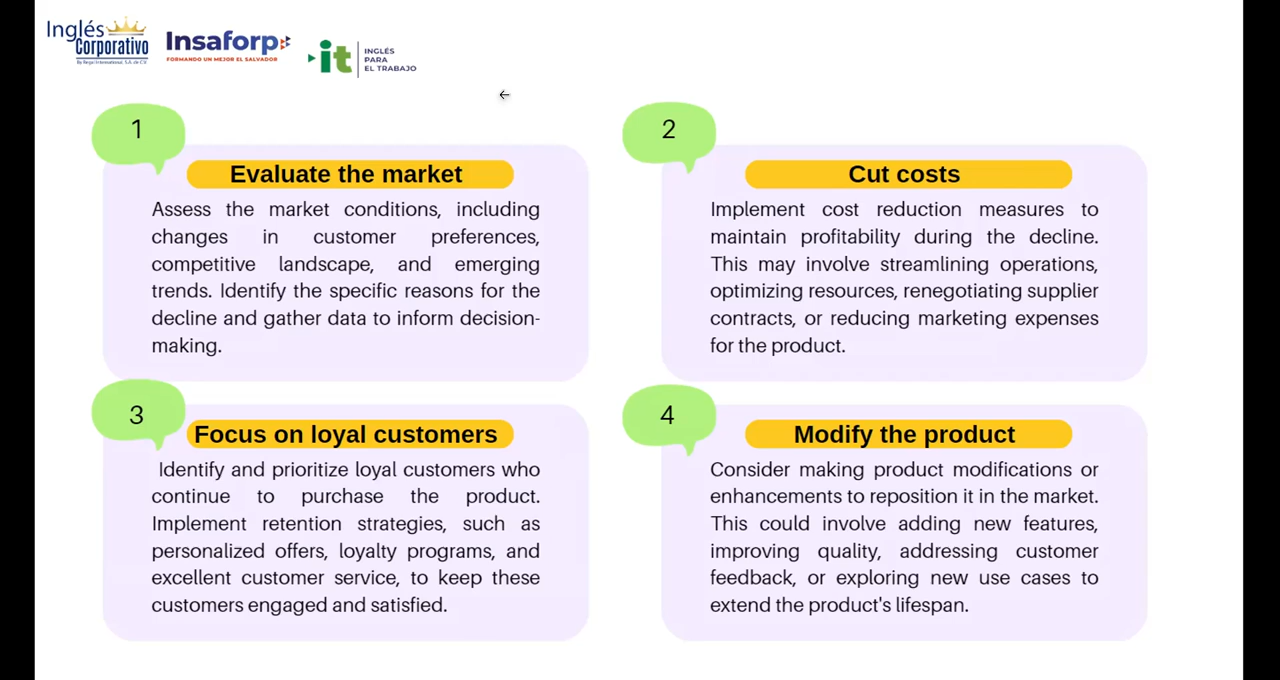 Inglés
Corporativo
By Regal International, S.A. de C.V.
Insaforp
FORMANDO UN MEJOR EL SALVADOR
it
INGLÉS
PARA
EL TRABAJO
1
Evaluate the market
Assess the market conditions, including
changes in customer preferences,
competitive landscape, and emerging
trends. Identify the specific reasons for the
decline and gather data to inform decision-
making.
2
Cut costs
Implement cost reduction measures to
maintain profitability during the decline.
This may involve streamlining operations,
optimizing resources, renegotiating supplier
contracts, or reducing marketing expenses
for the product.
3
Focus on loyal customers
Identify and prioritize loyal customers who
continue to purchase the product.
Implement retention strategies, such as
personalized offers, loyalty programs, and
excellent customer service, to keep these
customers engaged and satisfied.
4
Modify the product
Consider making product modifications or
enhancements to reposition it in the market.
This could involve adding new features,
improving quality, addressing customer
feedback, or exploring new use cases to
extend the product's lifespan.